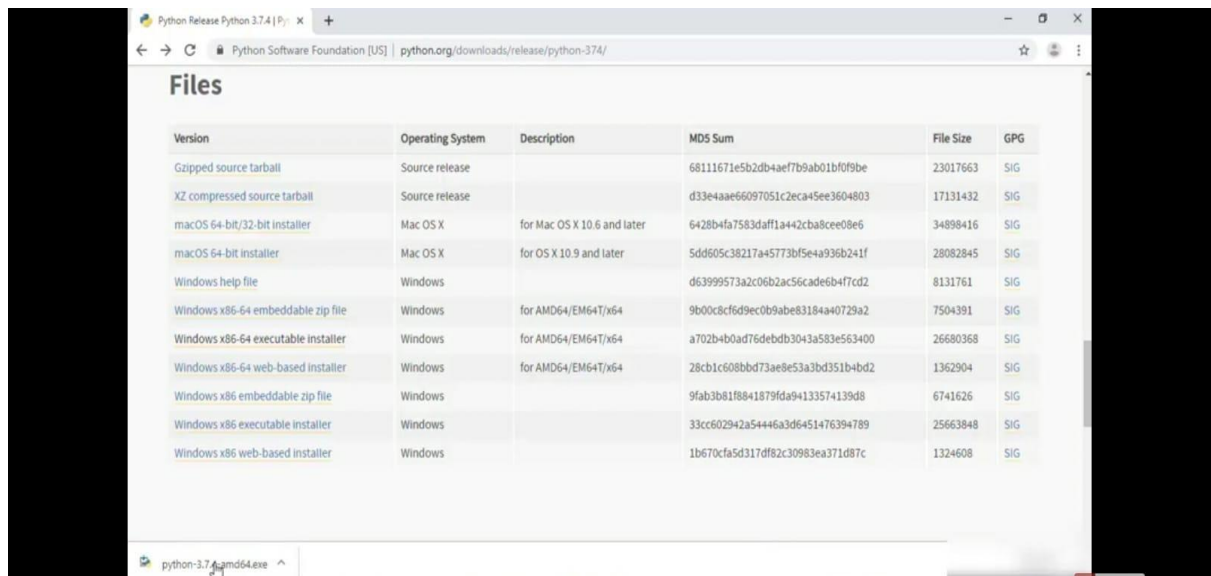 Python Release Python 3.7.4 | Py
Python Software Foundation [US] | python.org/downloads/release/python-374/
Files
Version Operating System Description MD5 Sum File Size GPG
Gzipped source tarball Source release 68111671e5b2db4aef7b9ab01bf0f9be 23017663 SIG
XZ compressed source tarball Source release d33e4aae66097051c2eca45ee3604803 17131432 SIG
macOS 64-bit/32-bit installer Mac OS X for Mac OS X 10.6 and later 6428b4fa7583daff1a442cba8cee08e6 34898416 SIG
macOS 64-bit installer Mac OS X for OS X 10.9 and later 5dd605c38217a45773bf5e4a936b241f 28082845 SIG
Windows help file Windows d63999573a2c06b2ac56cade6b4f7cd2 8131761 SIG
Windows x86-64 embeddable zip file Windows for AMD64/EM64T/x64 9b00c8cf6d9ec0b9abe83184a40729a2 7504391 SIG
Windows x86-64 executable installer Windows for AMD64/EM64T/x64 a702b4b0ad76debdb3043a583e563400 26680368 SIG
Windows x86-64 web-based installer Windows for AMD64/EM64T/x64 28cb1c608bbd73ae8e53a3bd351b4bd2 1362904 SIG
Windows x86 embeddable zip file Windows 9fab3b81f8841879fda94133574139d8 6741626 SIG
Windows x86 executable installer Windows 33cc602942a54446a3d6451476394789 25663848 SIG
Windows x86 web-based installer Windows 1b670cfa5d317df82c30983ea371d87c 1324608 SIG
python-3.7.4-amd64.exe